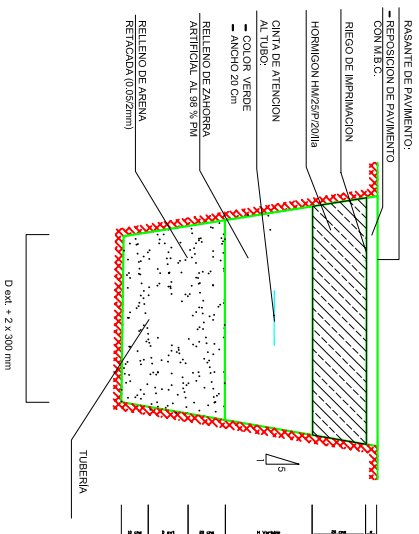 RASANTE DE PAVIMENTO:
- REPOSICION DE PAVIMENTO
CON M.B.C.
RIEGO DE IMPRIMACION
HORMIGON HM/25/P/20/IIa
CINTA DE ATENCION
AL TUBO:
- COLOR VERDE
- ANCHO 20 Cm
RELLENO DE ZAHORRA
ARTIFICIAL AL 98 % PM
RELLENO DE ARENA
RETACADA (0.05/2mm)
5
1
TUBERÍA
D ext. + 2 x 300 mm